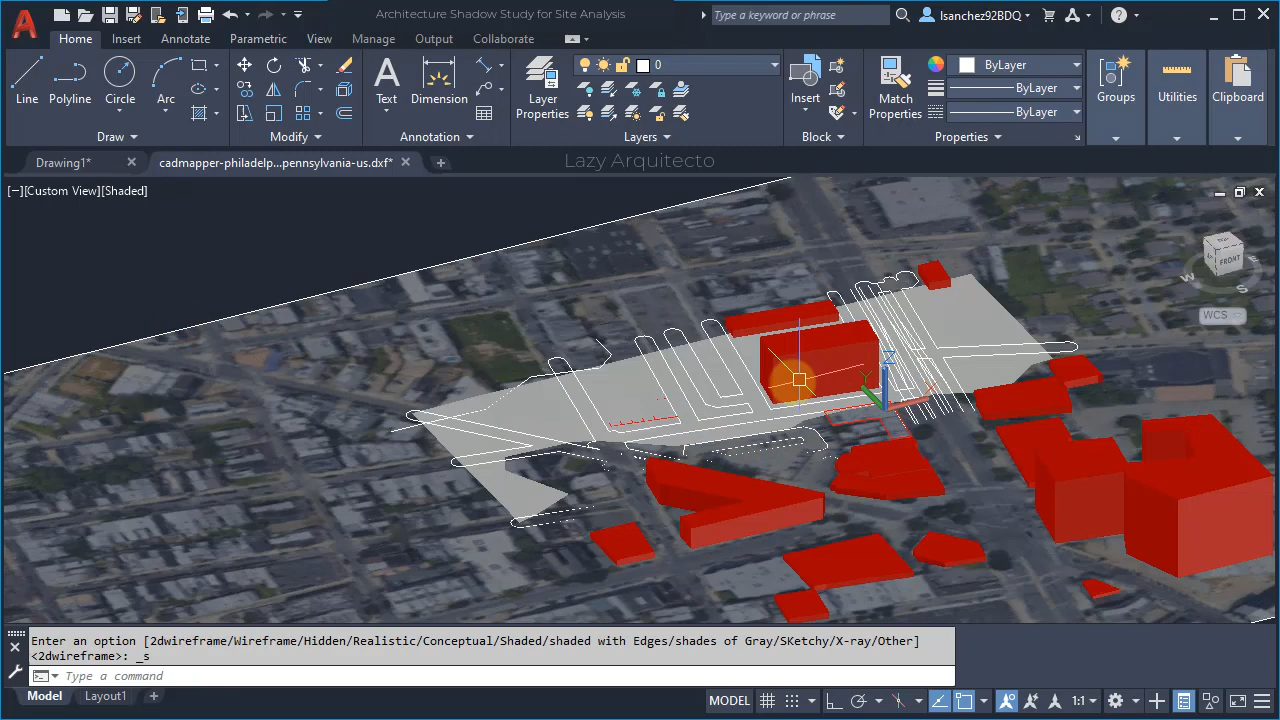 Architecture Shadow Study for Site Analysis
Type a keyword or phrase
lsanchez92BDQ
Home Insert Annotate Parametric View Manage Output Collaborate
0
ByLayer
Line Polyline Circle Arc
Text Dimension
Layer Properties
Insert
Match Properties
ByLayer
ByLayer
Groups Utilities Clipboard
Draw Modify Annotation Layers Block Properties
Drawing1*
cadmapper-philadelp...pennsylvania-us.dxf*
Lazy Arquitecto
[−][Custom View][Shaded]
TOP
FRONT
W
S
E
WCS
Z
Y
X
Enter an option [2dwireframe/Wireframe/Hidden/Realistic/Conceptual/Shaded/shaded with Edges/shades of Gray/SKetchy/X-ray/Other]
<2dwireframe>: _s
Type a command
Model Layout1
MODEL
1:1